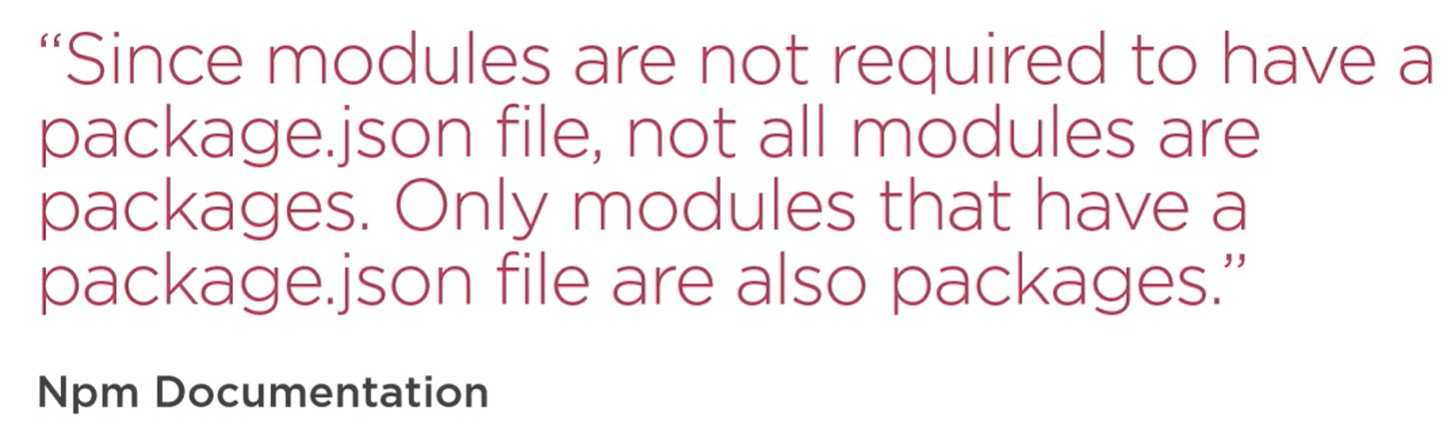 “Since modules are not required to have a
package.json file, not all modules are
packages. Only modules that have a
package.json file are also packages.”
Npm Documentation